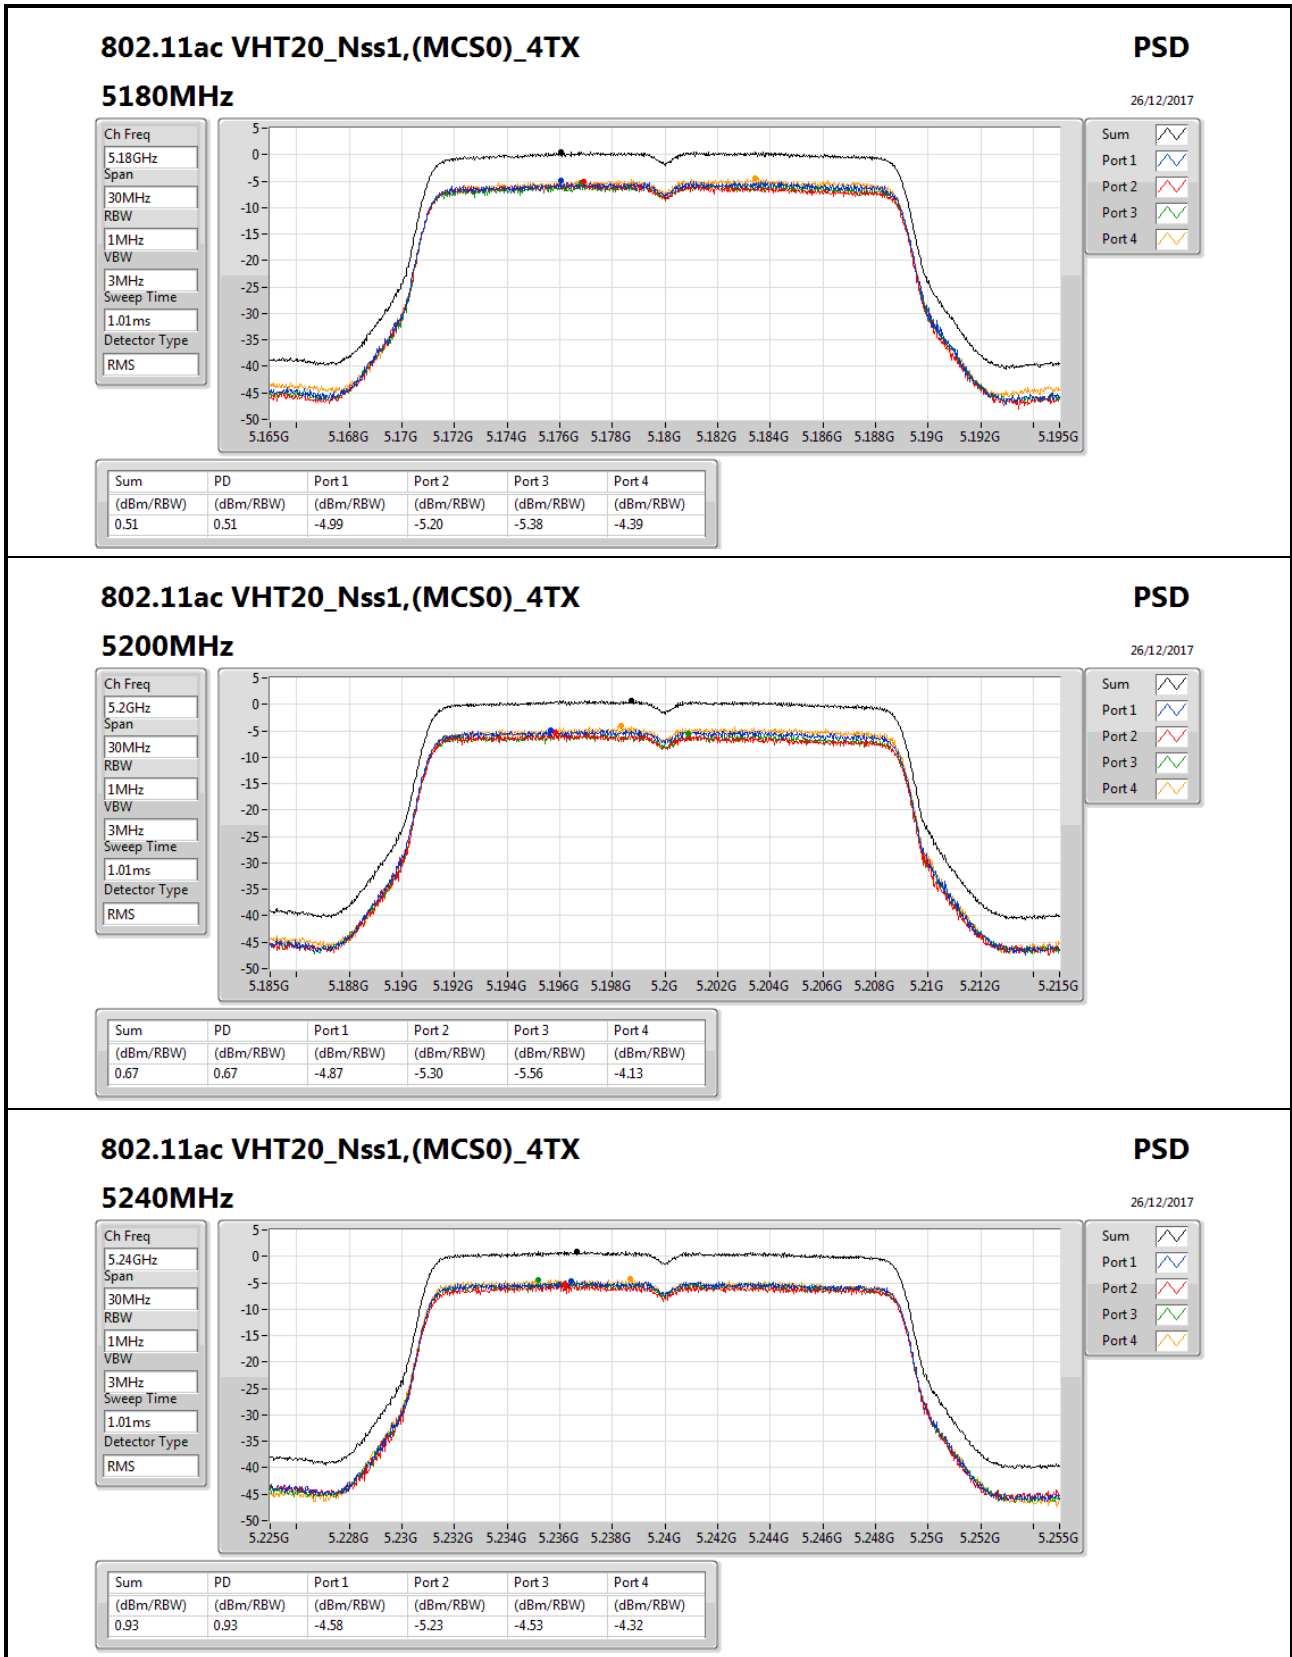 802.11ac VHT20_Nss1,(MCS0)_4TX PSD
5180MHz 26/12/2017
Ch Freq
5.18GHz
Span
30MHz
RBW
1MHz
VBW
3MHz
Sweep Time
1.01ms
Detector Type
RMS
5
0
-5
-10
-15
-20
-25
-30
-35
-40
-45
-50
5.165G 5.168G 5.17G 5.172G 5.174G 5.176G 5.178G 5.18G 5.182G 5.184G 5.186G 5.188G 5.19G 5.192G 5.195G
Sum
Port 1
Port 2
Port 3
Port 4
Sum PD Port 1 Port 2 Port 3 Port 4
(dBm/RBW) (dBm/RBW) (dBm/RBW) (dBm/RBW) (dBm/RBW) (dBm/RBW)
0.51 0.51 -4.99 -5.20 -5.38 -4.39
802.11ac VHT20_Nss1,(MCS0)_4TX PSD
5200MHz 26/12/2017
Ch Freq
5.2GHz
Span
30MHz
RBW
1MHz
VBW
3MHz
Sweep Time
1.01ms
Detector Type
RMS
5
0
-5
-10
-15
-20
-25
-30
-35
-40
-45
-50
5.185G 5.188G 5.19G 5.192G 5.194G 5.196G 5.198G 5.2G 5.202G 5.204G 5.206G 5.208G 5.21G 5.212G 5.215G
Sum
Port 1
Port 2
Port 3
Port 4
Sum PD Port 1 Port 2 Port 3 Port 4
(dBm/RBW) (dBm/RBW) (dBm/RBW) (dBm/RBW) (dBm/RBW) (dBm/RBW)
0.67 0.67 -4.87 -5.30 -5.56 -4.13
802.11ac VHT20_Nss1,(MCS0)_4TX PSD
5240MHz 26/12/2017
Ch Freq
5.24GHz
Span
30MHz
RBW
1MHz
VBW
3MHz
Sweep Time
1.01ms
Detector Type
RMS
5
0
-5
-10
-15
-20
-25
-30
-35
-40
-45
-50
5.225G 5.228G 5.23G 5.232G 5.234G 5.236G 5.238G 5.24G 5.242G 5.244G 5.246G 5.248G 5.25G 5.252G 5.255G
Sum
Port 1
Port 2
Port 3
Port 4
Sum PD Port 1 Port 2 Port 3 Port 4
(dBm/RBW) (dBm/RBW) (dBm/RBW) (dBm/RBW) (dBm/RBW) (dBm/RBW)
0.93 0.93 -4.58 -5.23 -4.53 -4.32